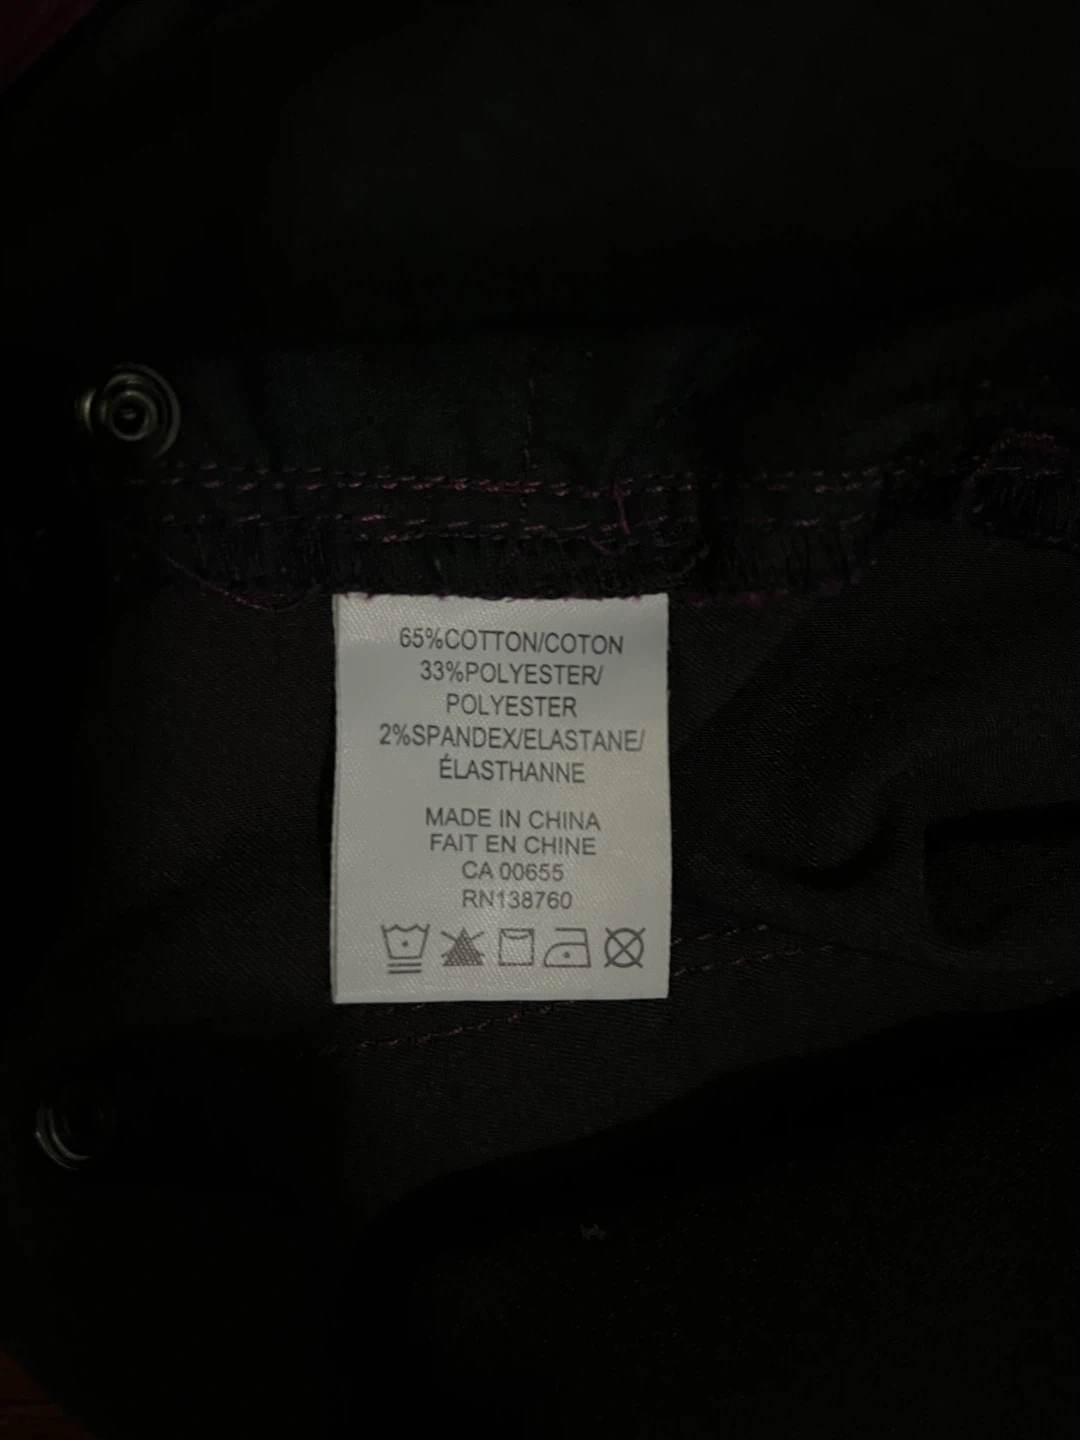 65%COTTON/COTON
33%POLYESTER/
POLYESTER
2%SPANDEX/ELASTANE/
ÉLASTHANNE
MADE IN CHINA
FAIT EN CHINE
CA 00655
RN138760